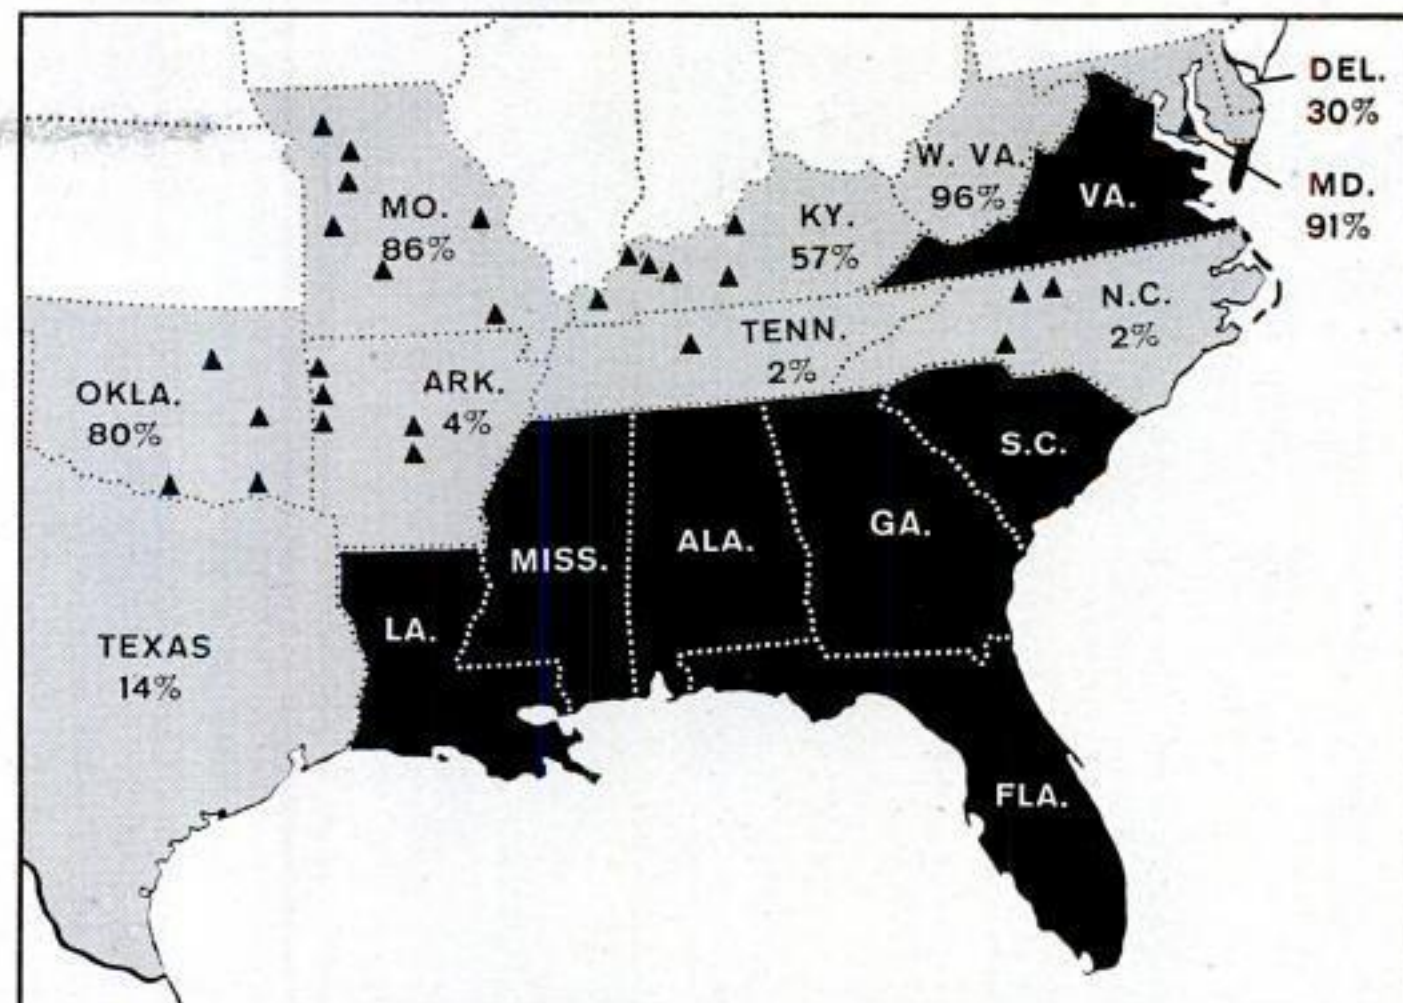 DEL.
30%
MD.
91%
W. VA.
96%
VA.
MO.
86%
KY.
57%
N.C.
2%
TENN.
2%
OKLA.
80%
ARK.
4%
S.C.
GA.
ALA.
MISS.
LA.
TEXAS
14%
FLA.